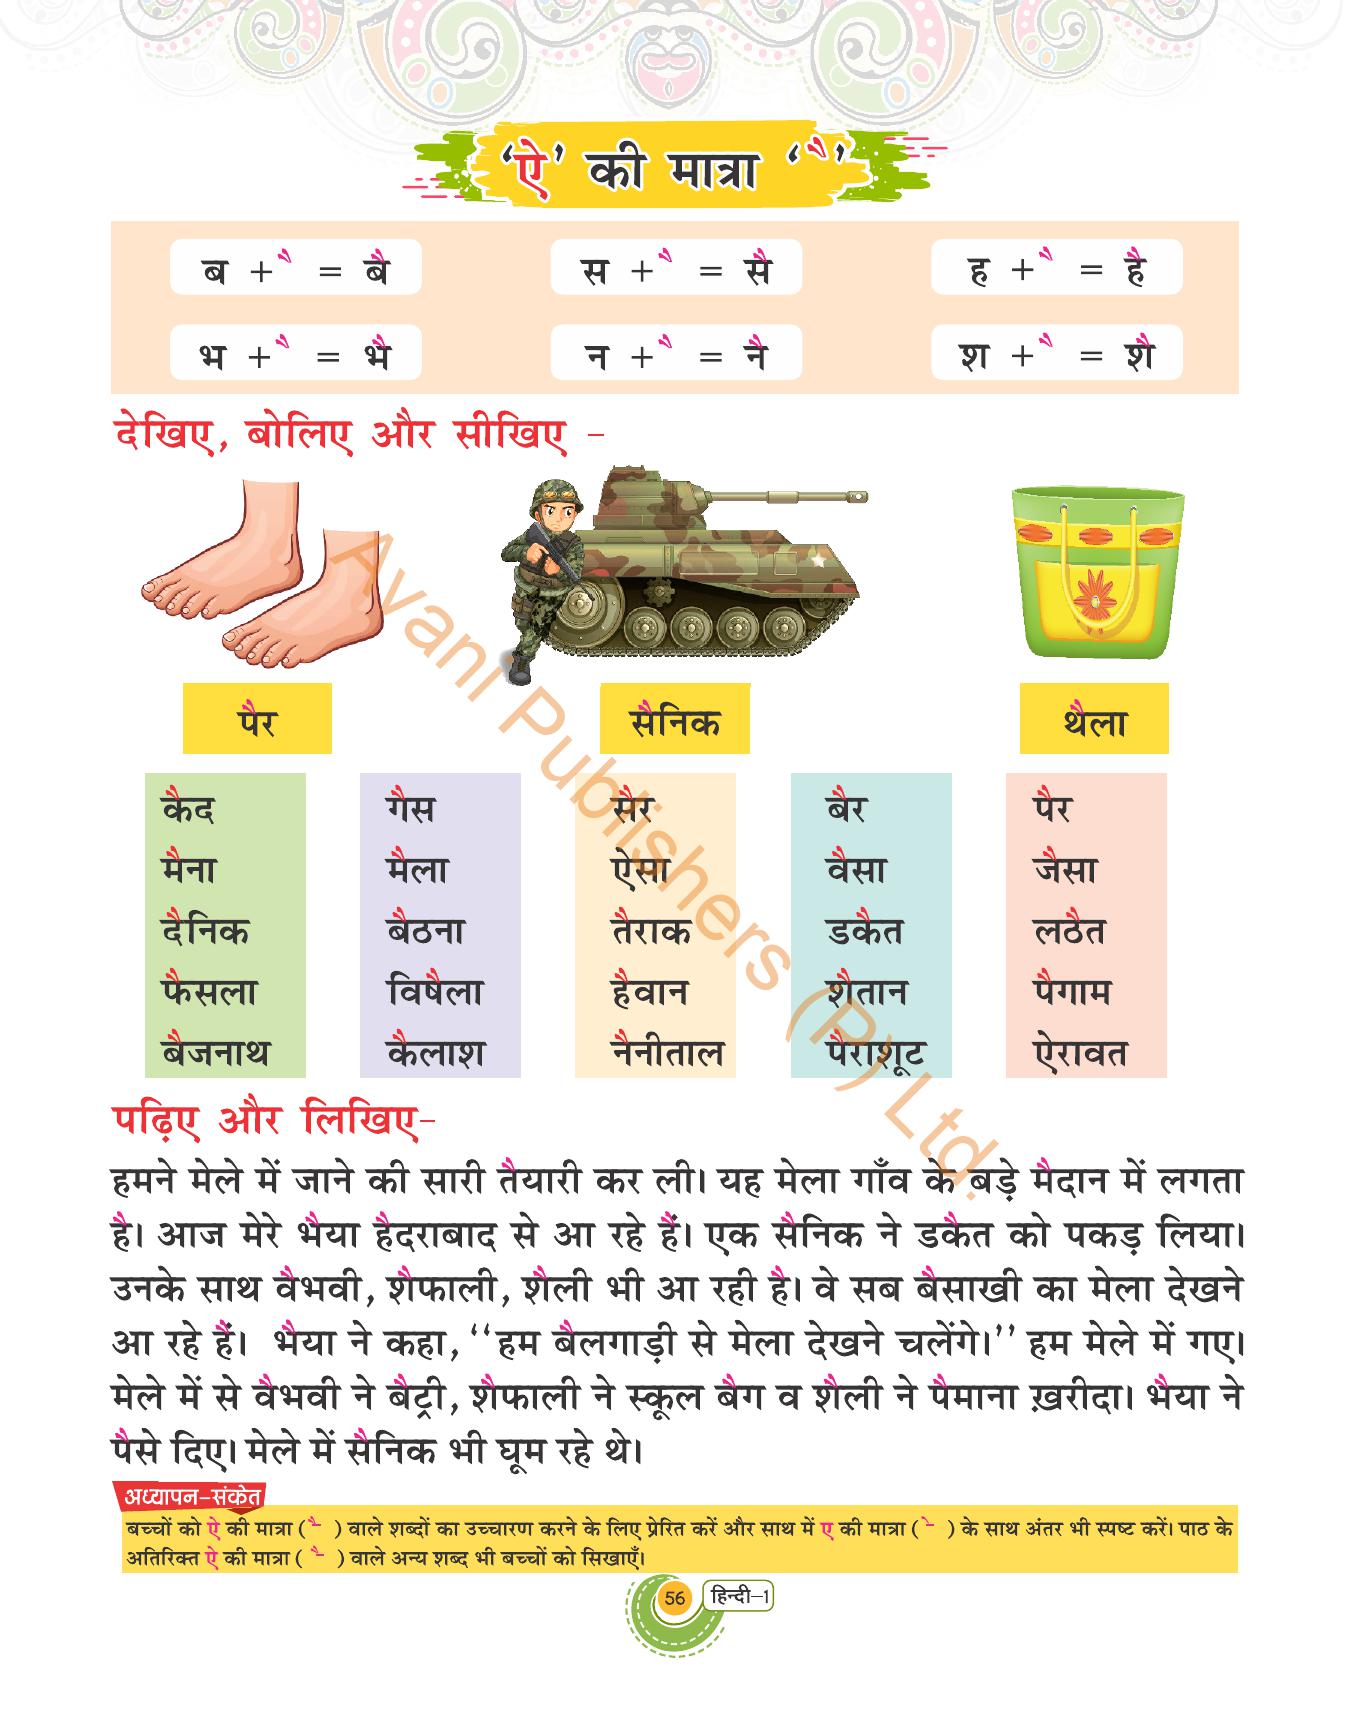 ‘ऐ’ की मात्रा ‘ै’
ब + ै = बै
स + ै = सै
ह + ै = है
भ + ै = भै
न + ै = नै
श + ै = शै
देखिए, बोलिए और सीखिए -
पैर
सैनिक
थैला
कैद गैस सैर बैर पैर
मैना मैला ऐसा वैसा जैसा
दैनिक बैठना तैराक डकैत लठैत
फैसला विषैला हैवान शैतान पैगाम
बैजनाथ कैलाश नैनीताल पैराशूट ऐरावत
पढ़िए और लिखिए-
हमने मेले में जाने की सारी तैयारी कर ली। यह मेला गाँव के बड़े मैदान में लगता
है। आज मेरे भैया हैदराबाद से आ रहे हैं। एक सैनिक ने डकैत को पकड़ लिया।
उनके साथ वैभवी, शैफाली, शैली भी आ रही है। वे सब बैसाखी का मेला देखने
आ रहे हैं। भैया ने कहा, ‘‘हम बैलगाड़ी से मेला देखने चलेंगे।’’ हम मेले में गए।
मेले में से वैभवी ने बैट्री, शैफाली ने स्कूल बैग व शैली ने पैमाना ख़रीदा। भैया ने
पैसे दिए। मेले में सैनिक भी घूम रहे थे।
अध्यापन-संकेत
बच्चों को ऐ की मात्रा ( ै ) वाले शब्दों का उच्चारण करने के लिए प्रेरित करें और साथ में ए की मात्रा ( े ) के साथ अंतर भी स्पष्ट करें। पाठ के
अतिरिक्त ऐ की मात्रा ( ै ) वाले अन्य शब्द भी बच्चों को सिखाएँ।
56 हिन्दी-1
Avani Publishers (P) Ltd.